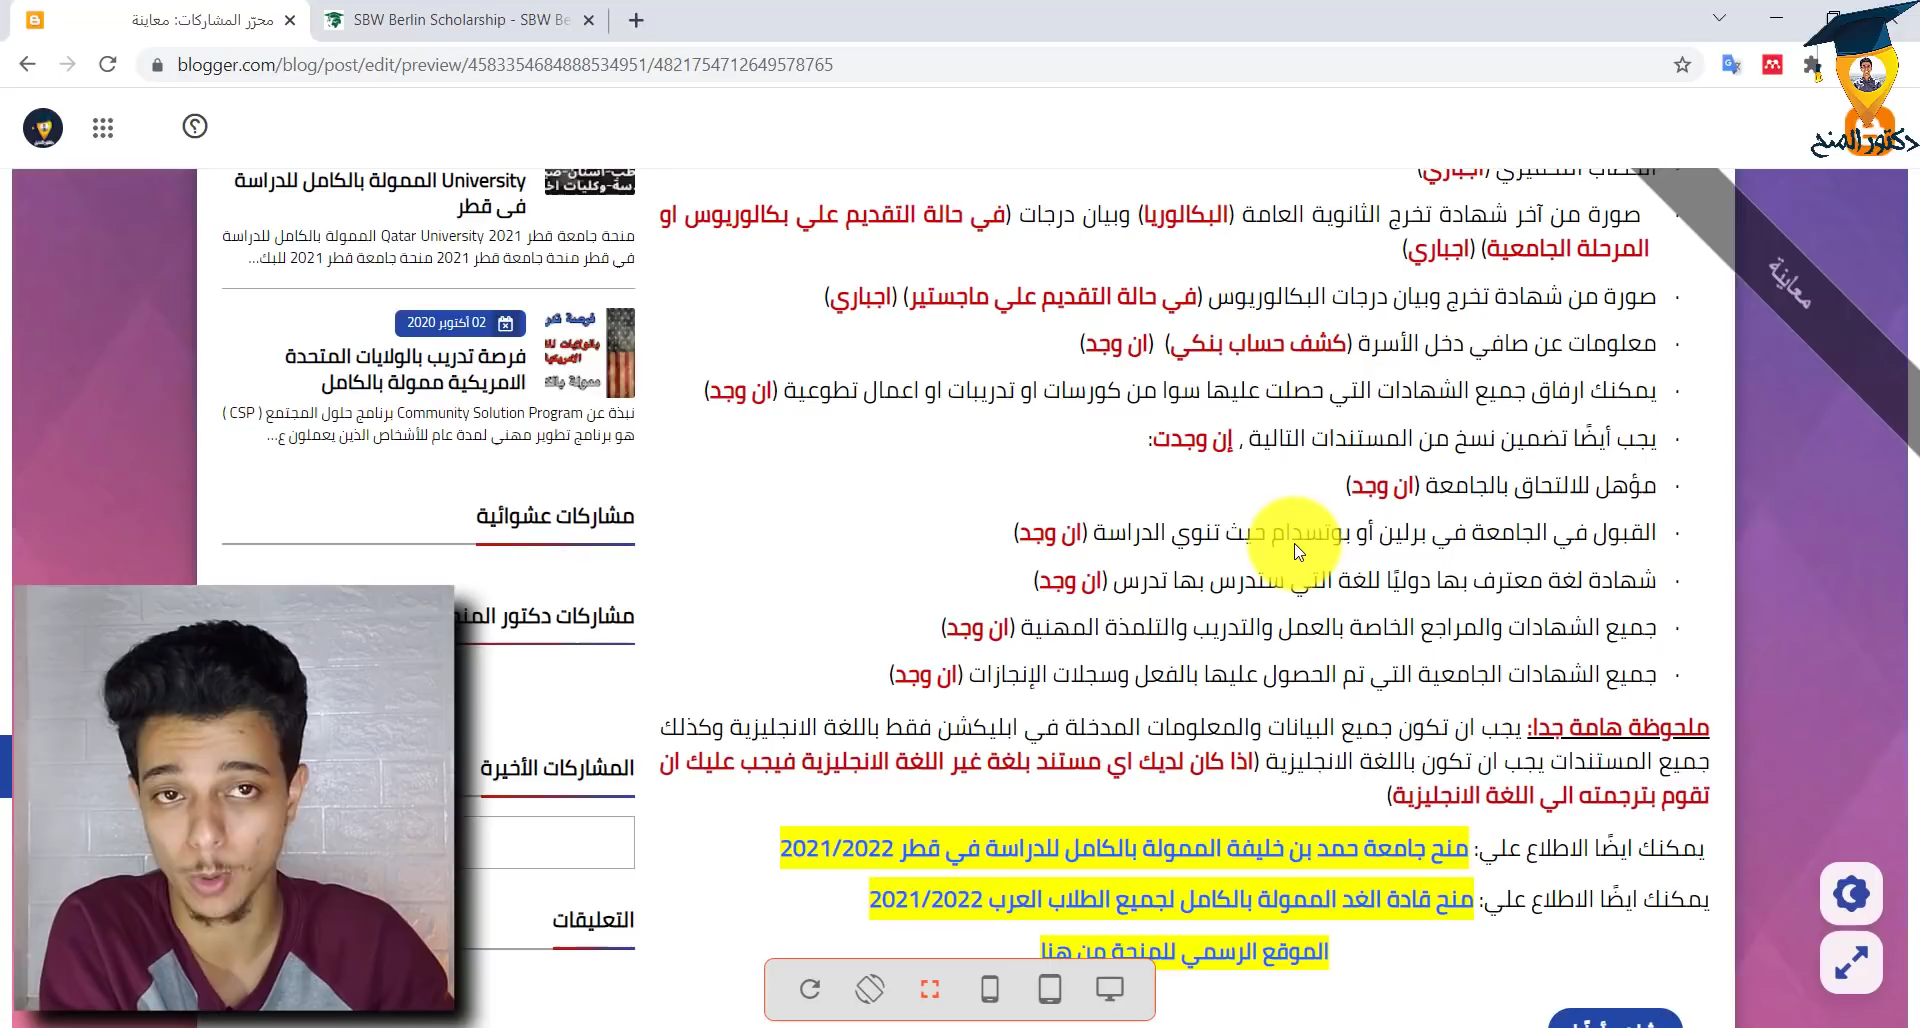 محرّر المشاركات: معاينة
SBW Berlin Scholarship - SBW Be
blogger.com/blog/post/edit/preview/4583354684888534951/4821754712649578765
دكتور المنح
معاينة
(اجباري)
صورة من آخر شهادة تخرج الثانوية العامة (البكالوريا) وبيان درجات (في حالة التقديم علي بكالوريوس او
المرحلة الجامعية) (اجباري)
صورة من شهادة تخرج وبيان درجات البكالوريوس (في حالة التقديم علي ماجستير) (اجباري)
معلومات عن صافي دخل الأسرة (كشف حساب بنكي) (ان وجد)
يمكنك ارفاق جميع الشهادات التي حصلت عليها سوا من كورسات او تدريبات او اعمال تطوعية (ان وجد)
يجب أيضًا تضمين نسخ من المستندات التالية ، إن وجدت:
مؤهل للالتحاق بالجامعة (ان وجد)
القبول في الجامعة في برلين أو بوتسدام حيث تنوي الدراسة (ان وجد)
شهادة لغة معترف بها دوليًا للغة التي ستدرس بها تدرس (ان وجد)
جميع الشهادات والمراجع الخاصة بالعمل والتدريب والتلمذة المهنية (ان وجد)
جميع الشهادات الجامعية التي تم الحصول عليها بالفعل وسجلات الإنجازات (ان وجد)
ملحوظة هامة جدا: يجب ان تكون جميع البيانات والمعلومات المدخلة في ابليكشن فقط باللغة الانجليزية وكذلك
جميع المستندات يجب ان تكون باللغة الانجليزية (اذا كان لديك اي مستند بلغة غير اللغة الانجليزية فيجب عليك ان
تقوم بترجمته الي اللغة الانجليزية)
يمكنك ايضًا الاطلاع علي: منح جامعة حمد بن خليفة الممولة بالكامل للدراسة في قطر 2021/2022
يمكنك ايضًا الاطلاع علي: منح قادة الغد الممولة بالكامل لجميع الطلاب العرب 2021/2022
الموقع الرسمي للمنحة من هنا
University الممولة بالكامل للدراسة
في قطر
منحة جامعة قطر 2021 Qatar University الممولة بالكامل للدراسة
في قطر منحة جامعة قطر 2021 منحة جامعة قطر 2021 للبك...
02 أكتوبر 2020
فرصة تدريب بالولايات المتحدة
الامريكية ممولة بالكامل
نبذة عن Community Solution Program برنامج حلول المجتمع ( CSP )
هو برنامج تطوير مهني لمدة عام للأشخاص الذين يعملون ع...
مشاركات عشوائية
مشاركات دكتور
المشاركات الأخيرة
التعليقات